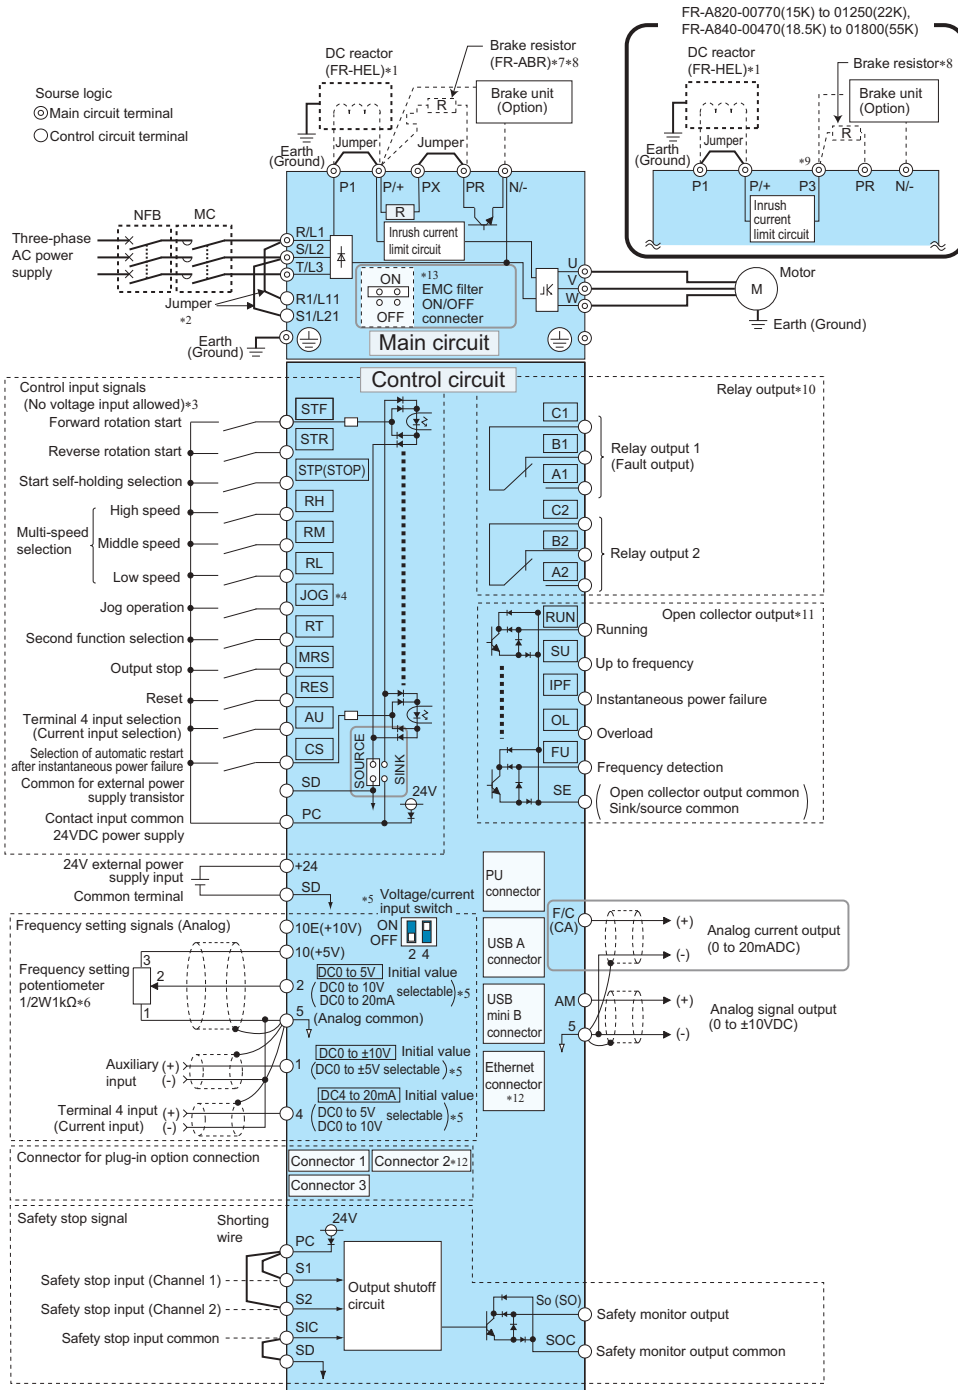 FR-A820-00770(15K) to 01250(22K),
FR-A840-00470(18.5K) to 01800(55K)
DC reactor
(FR-HEL)*1
Brake resistor*8
Brake unit
(Option)
R
Earth
(Ground)
Jumper
*9
P1
P/+
P3
PR
N/-
Inrush
current
limit circuit
Sourse logic
Main circuit terminal
Control circuit terminal
DC reactor
(FR-HEL)*1
Brake resistor
(FR-ABR)*7*8
Brake unit
(Option)
R
Earth
(Ground)
Jumper
Jumper
P1
P/+
PX
PR
N/-
R
Inrush current
limit circuit
NFB
MC
Three-phase
AC power
supply
R/L1
S/L2
T/L3
Jumper
*2
R1/L11
S1/L21
Earth
(Ground)
ON
OFF
*13
EMC filter
ON/OFF
connecter
U
V
W
Motor
M
Earth (Ground)
Main circuit
Control circuit
Control input signals
(No voltage input allowed)*3
Forward rotation start
STF
Reverse rotation start
STR
Start self-holding selection
STP(STOP)
Multi-speed
selection
High speed
RH
Middle speed
RM
Low speed
RL
Jog operation
JOG *4
Second function selection
RT
Output stop
MRS
Reset
RES
Terminal 4 input selection
(Current input selection)
AU
Selection of automatic restart
after instantaneous power failure
CS
SOURCE
SINK
Common for external power
supply transistor
SD
24V
Contact input common
24VDC power supply
PC
Relay output*10
C1
B1
A1
Relay output 1
(Fault output)
C2
B2
A2
Relay output 2
Open collector output*11
RUN
Running
SU
Up to frequency
IPF
Instantaneous power failure
OL
Overload
FU
Frequency detection
SE
Open collector output common
Sink/source common
24V external power
supply input
+24
Common terminal
SD
PU
connector
USB A
connector
USB
mini B
connector
Ethernet
connector
*12
*5 Voltage/current
input switch
ON
OFF
2 4
Frequency setting signals (Analog)
10E(+10V)
10(+5V)
Frequency setting
potentiometer
1/2W1kΩ*6
3
2
1
2
DC0 to 5V Initial value
DC0 to 10V
DC0 to 20mA
selectable *5
5
(Analog common)
Auxiliary
input
(+)
(-)
1
DC0 to ±10V Initial value
(DC0 to ±5V selectable)*5
Terminal 4 input
(Current input)
(+)
(-)
4
DC4 to 20mA Initial value
DC0 to 5V
DC0 to 10V
selectable *5
F/C
(CA)
(+)
(-)
Analog current output
(0 to 20mADC)
AM
5
(+)
(-)
Analog signal output
(0 to ±10VDC)
Connector for plug-in option connection
Connector 1
Connector 2*12
Connector 3
Safety stop signal
Shorting
wire
24V
PC
Safety stop input (Channel 1)
S1
Safety stop input (Channel 2)
S2
Safety stop input common
SIC
SD
Output shutoff
circuit
So (SO)
Safety monitor output
SOC
Safety monitor output common